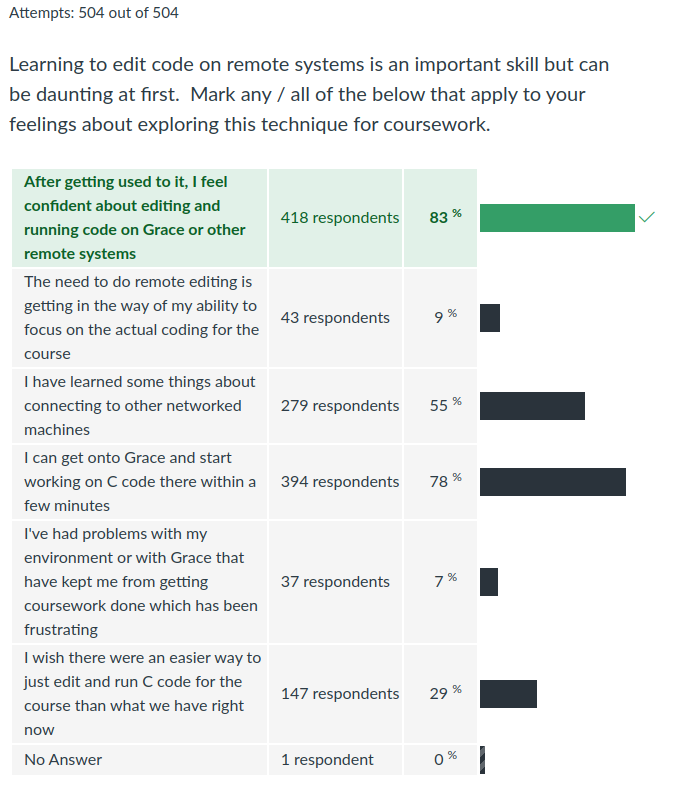 Attempts: 504 out of 504
Learning to edit code on remote systems is an important skill but can
be daunting at first.  Mark any / all of the below that apply to your
feelings about exploring this technique for coursework.
After getting used to it, I feel
confident about editing and
running code on Grace or other
remote systems
418 respondents
83 %
The need to do remote editing is
getting in the way of my ability to
focus on the actual coding for the
course
43 respondents
9 %
I have learned some things about
connecting to other networked
machines
279 respondents
55 %
I can get onto Grace and start
working on C code there within a
few minutes
394 respondents
78 %
I've had problems with my
environment or with Grace that
have kept me from getting
coursework done which has been
frustrating
37 respondents
7 %
I wish there were an easier way to
just edit and run C code for the
course than what we have right
now
147 respondents
29 %
No Answer
1 respondent
0 %